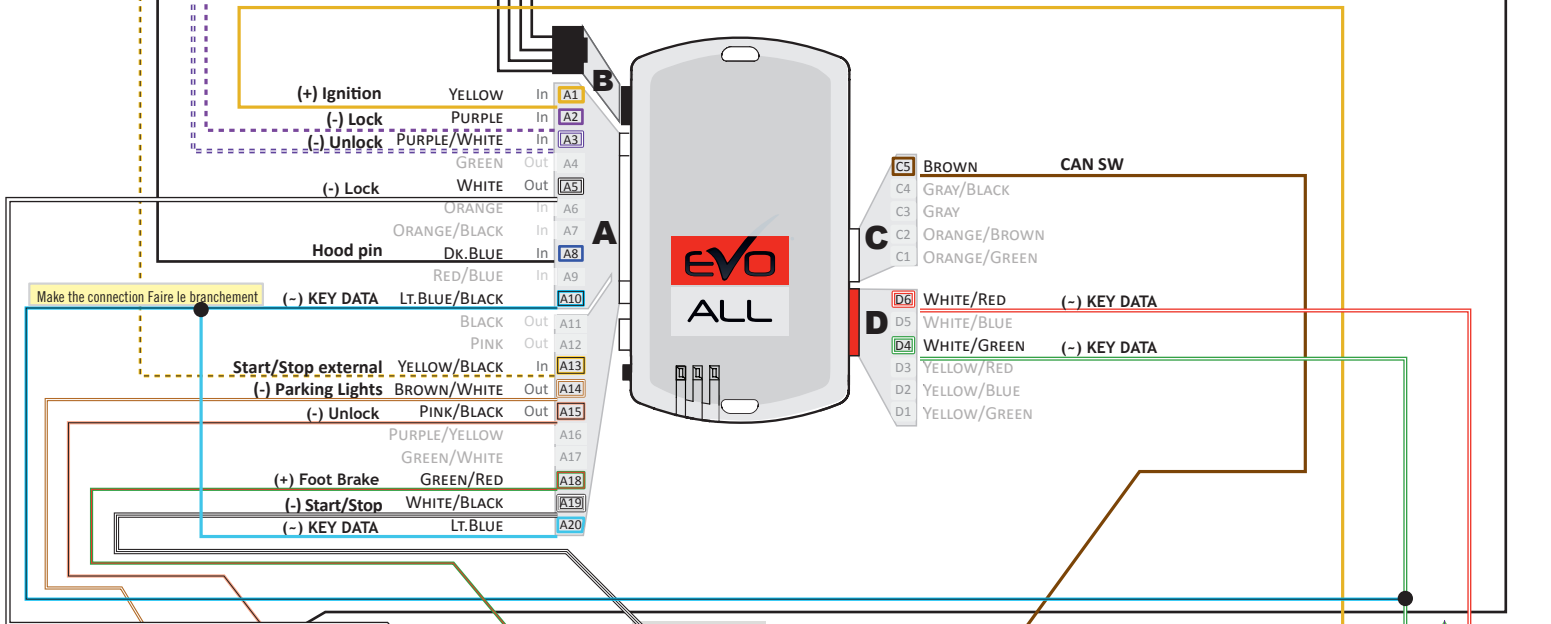 B
(+) Ignition YELLOW In A1
(-) Lock PURPLE In A2
(-) Unlock PURPLE/WHITE In A3
GREEN Out A4
(-) Lock WHITE Out A5
ORANGE In A6
ORANGE/BLACK In A7
Hood pin DK.BLUE In A8
RED/BLUE In A9
Make the connection Faire le branchement (~) KEY DATA LT.BLUE/BLACK A10
BLACK Out A11
PINK Out A12
Start/Stop external YELLOW/BLACK In A13
(-) Parking Lights BROWN/WHITE Out A14
(-) Unlock PINK/BLACK Out A15
PURPLE/YELLOW A16
GREEN/WHITE A17
(+) Foot Brake GREEN/RED A18
(-) Start/Stop WHITE/BLACK A19
(~) KEY DATA LT.BLUE A20
A
EVO
ALL
C
C5 BROWN CAN SW
C4 GRAY/BLACK
C3 GRAY
C2 ORANGE/BROWN
C1 ORANGE/GREEN
D
D6 WHITE/RED (~) KEY DATA
D5 WHITE/BLUE
D4 WHITE/GREEN (~) KEY DATA
D3 YELLOW/RED
D2 YELLOW/BLUE
D1 YELLOW/GREEN